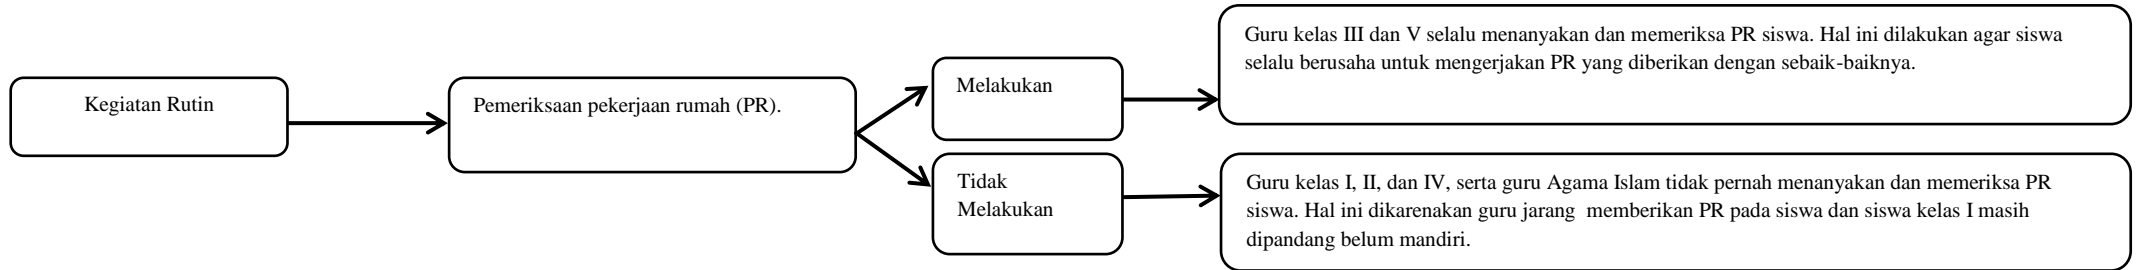 Kegiatan Rutin
Pemeriksaan pekerjaan rumah (PR).
Melakukan
Guru kelas III dan V selalu menanyakan dan memeriksa PR siswa. Hal ini dilakukan agar siswa
selalu berusaha untuk mengerjakan PR yang diberikan dengan sebaik-baiknya.
Tidak
Melakukan
Guru kelas I, II, dan IV, serta guru Agama Islam tidak pernah menanyakan dan memeriksa PR
siswa. Hal ini dikarenakan guru jarang  memberikan PR pada siswa dan siswa kelas I masih
dipandang belum mandiri.